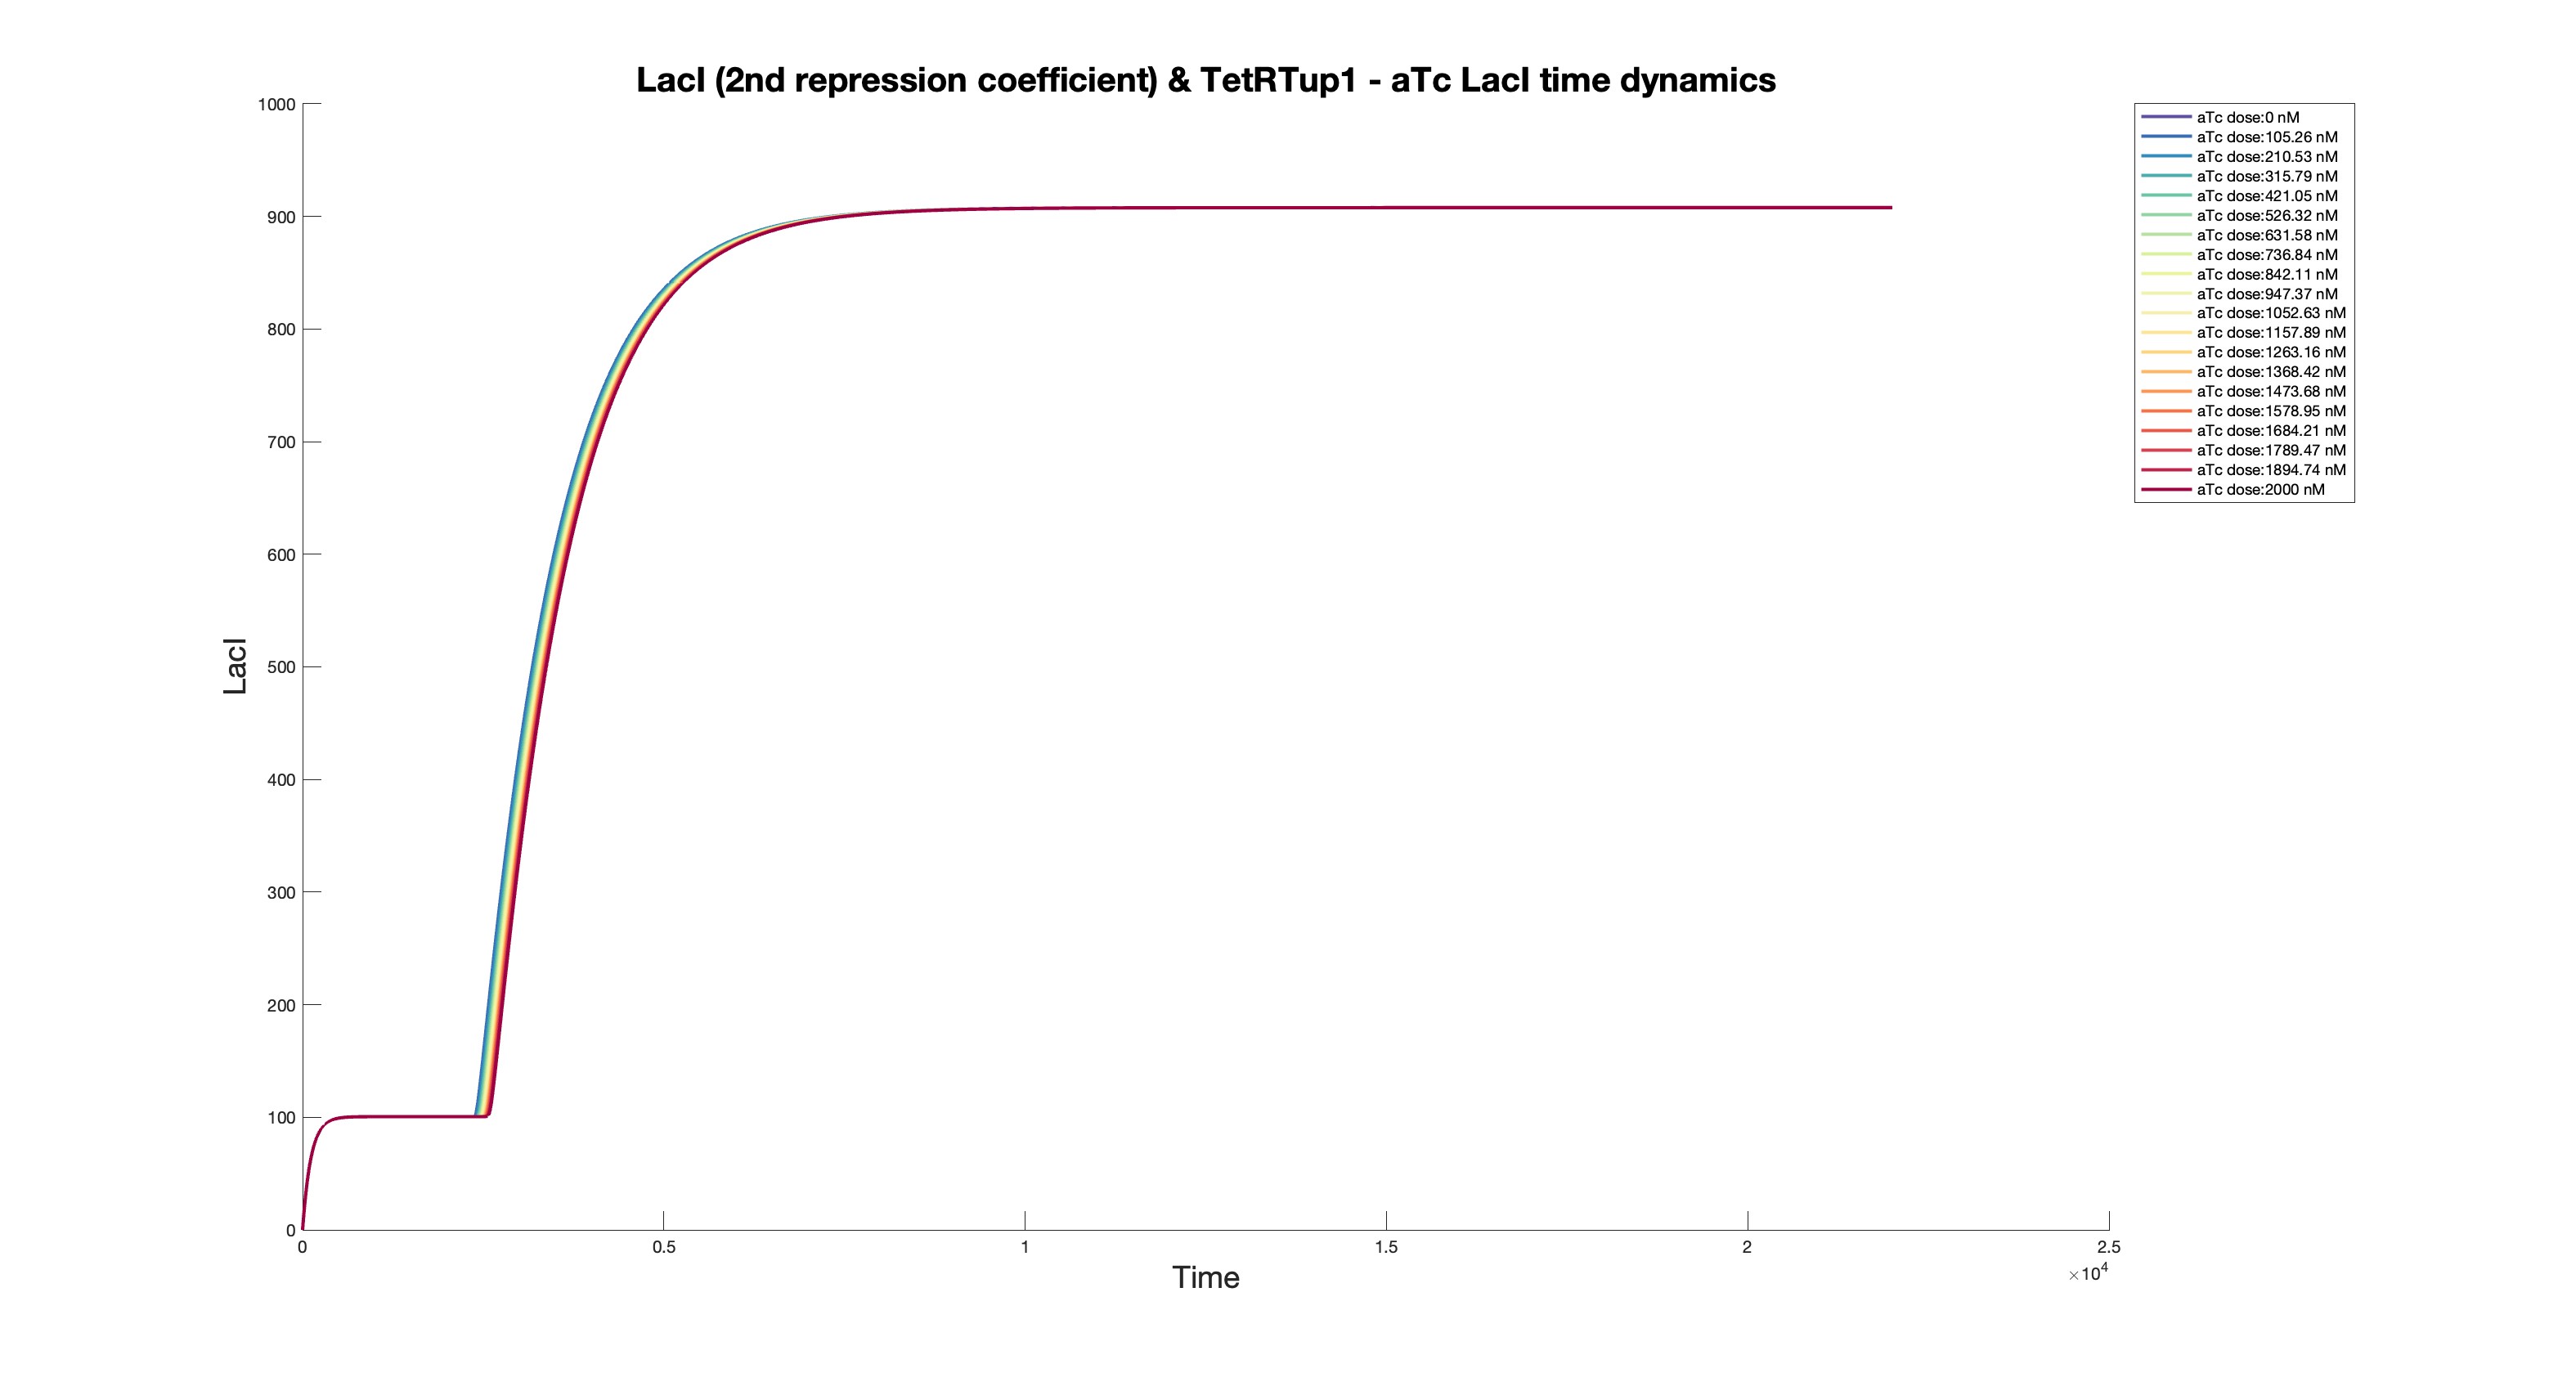 LacI (2nd repression coefficient) & TetRTup1 - aTc LacI time dynamics
1000
900
800
700
600
500
400
300
200
100
0
LacI
0
0.5
1
1.5
2
2.5
×10⁴
Time
aTc dose:0 nM
aTc dose:105.26 nM
aTc dose:210.53 nM
aTc dose:315.79 nM
aTc dose:421.05 nM
aTc dose:526.32 nM
aTc dose:631.58 nM
aTc dose:736.84 nM
aTc dose:842.11 nM
aTc dose:947.37 nM
aTc dose:1052.63 nM
aTc dose:1157.89 nM
aTc dose:1263.16 nM
aTc dose:1368.42 nM
aTc dose:1473.68 nM
aTc dose:1578.95 nM
aTc dose:1684.21 nM
aTc dose:1789.47 nM
aTc dose:1894.74 nM
aTc dose:2000 nM